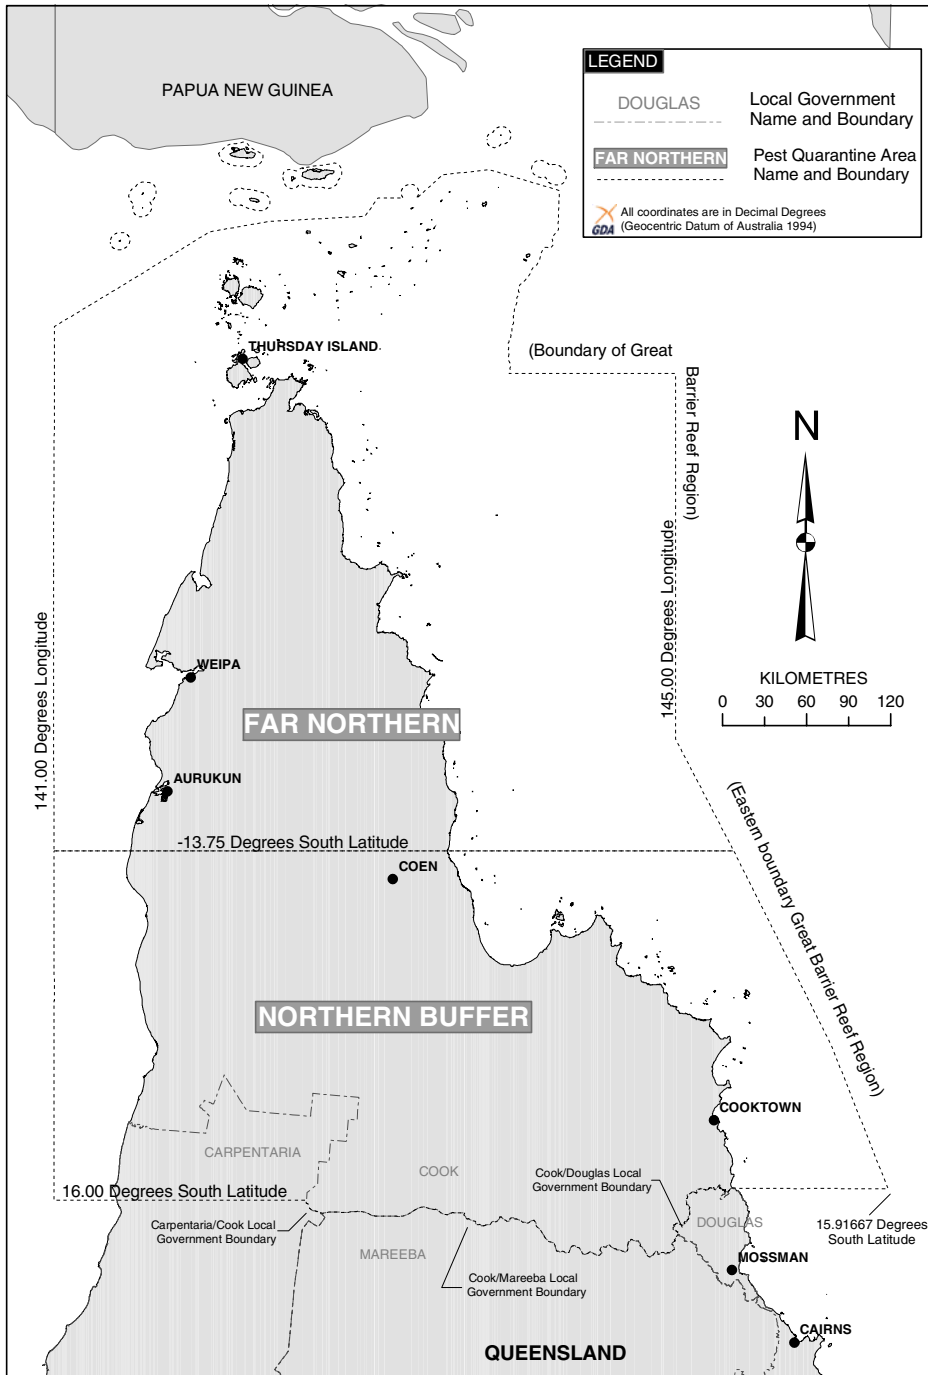 PAPUA NEW GUINEA
LEGEND
DOUGLAS
Local Government
Name and Boundary
FAR NORTHERN
Pest Quarantine Area
Name and Boundary
GDA
All coordinates are in Decimal Degrees
(Geocentric Datum of Australia 1994)
THURSDAY ISLAND
(Boundary of Great
Barrier Reef Region)
N
KILOMETRES
0 30 60 90 120
141.00 Degrees Longitude
145.00 Degrees Longitude
WEIPA
FAR NORTHERN
AURUKUN
-13.75 Degrees South Latitude
COEN
(Eastern boundary Great Barrier Reef Region)
NORTHERN BUFFER
COOKTOWN
CARPENTARIA
COOK
Cook/Douglas Local
Government Boundary
16.00 Degrees South Latitude
DOUGLAS
15.91667 Degrees
South Latitude
Carpentaria/Cook Local
Government Boundary
MAREEBA
MOSSMAN
Cook/Mareeba Local
Government Boundary
CAIRNS
QUEENSLAND